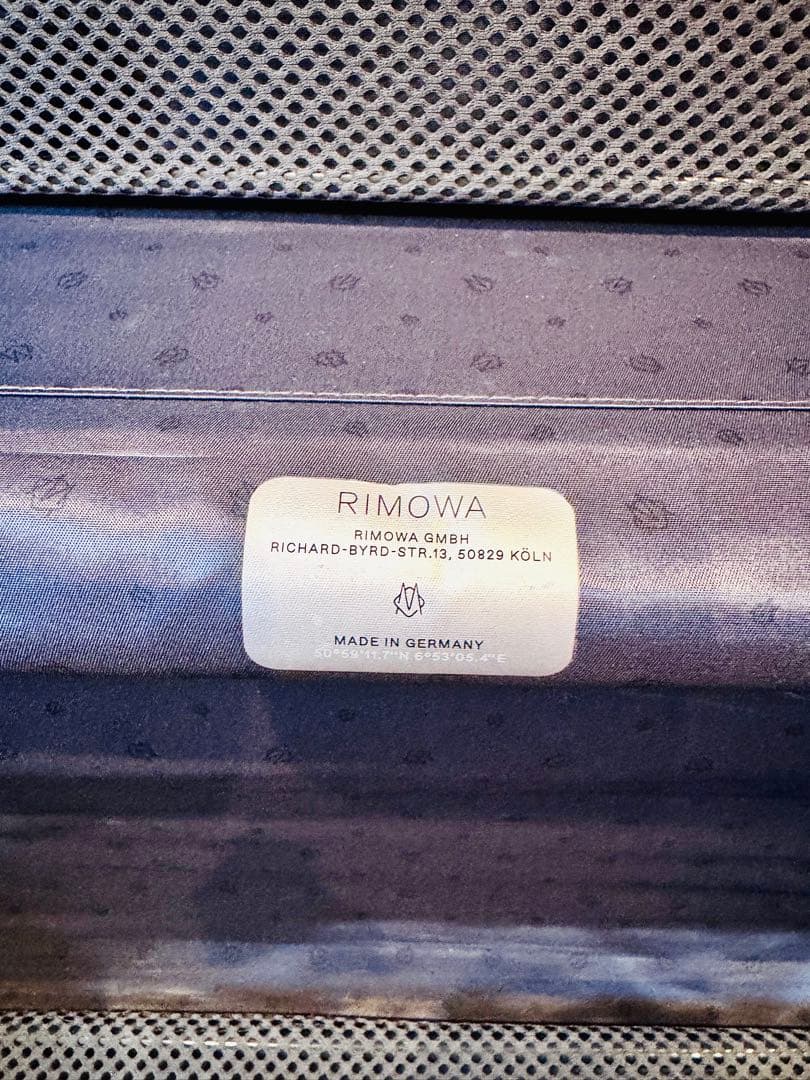 RIMOWA
RIMOWA GMBH
RICHARD-BYRD-STR.13, 50829 KÖLN
MADE IN GERMANY
50°59'11.7"N 6°53'05.4"E